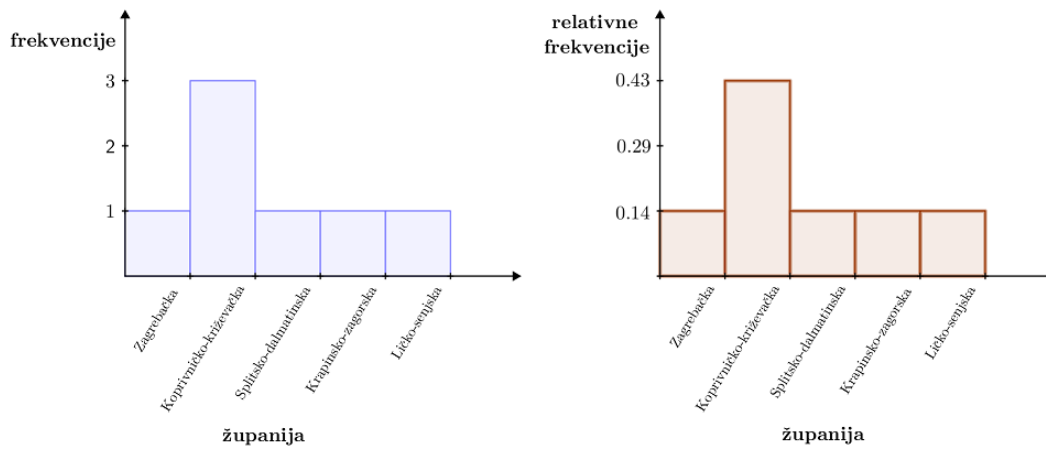 frekvencije
3
2
1
Zagrebačka
Koprivničko-križevačka
Splitsko-dalmatinska
Krapinsko-zagorska
Ličko-senjska
županija
relativne
frekvencije
0.43
0.29
0.14
Zagrebačka
Koprivničko-križevačka
Splitsko-dalmatinska
Krapinsko-zagorska
Ličko-senjska
županija